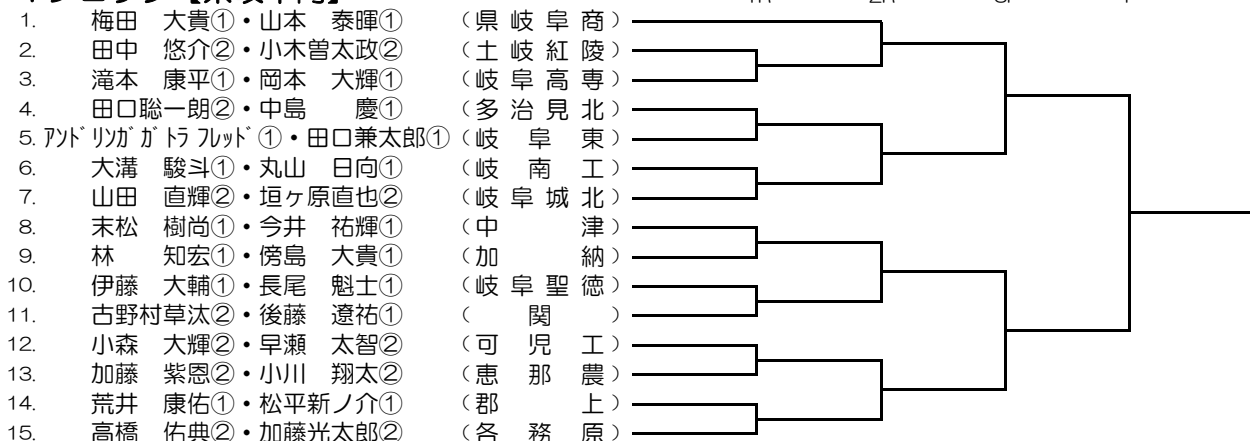 1. 梅田 大貴①・山本 泰暉① (県岐阜商)
2. 田中 悠介②・小木曽太政② (土岐紅陵)
3. 滝本 康平①・岡本 大輝① (岐阜高専)
4. 田口聡一朗②・中島 慶① (多治見北)
5. アンドリンガ ガトラ フレッド①・田口兼太郎① (岐阜東)
6. 大溝 駿斗①・丸山 日向① (岐南工)
7. 山田 直輝②・垣ヶ原直也② (岐阜城北)
8. 末松 樹尚①・今井 祐輝① (中津)
9. 林 知宏①・傍島 大貴① (加納)
10. 伊藤 大輔①・長尾 魁士① (岐阜聖徳)
11. 古野村草汰②・後藤 遼祐① (関)
12. 小森 大輝②・早瀬 太智② (可児工)
13. 加藤 紫恩②・小川 翔太② (恵那農)
14. 荒井 康佑①・松平新ノ介① (郡上)
15. 高橋 佑典②・加藤光太郎② (各務原)